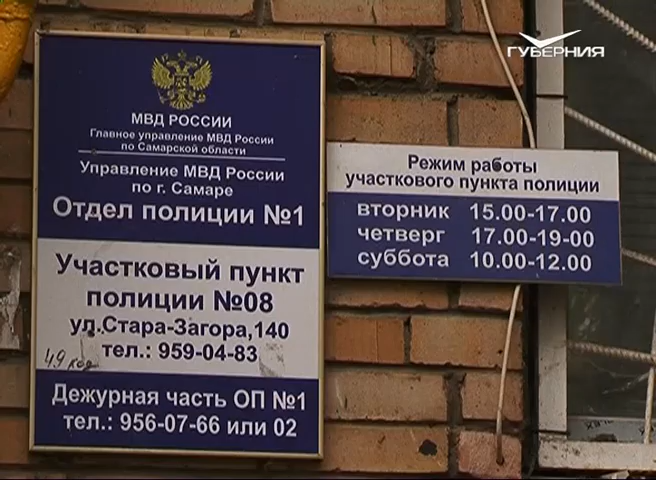 ГУБЕРНИЯ
МВД РОССИИ
Главное управление МВД России
по Самарской области
Управление МВД России
по г. Самаре
Отдел полиции №1
Участковый пункт
полиции №08
ул.Стара-Загора,140
тел.: 959-04-83
49 код
Дежурная часть ОП №1
тел.: 956-07-66 или 02
Режим работы
участкового пункта полиции
вторник 15.00-17.00
четверг 17.00-19-00
суббота 10.00-12.00